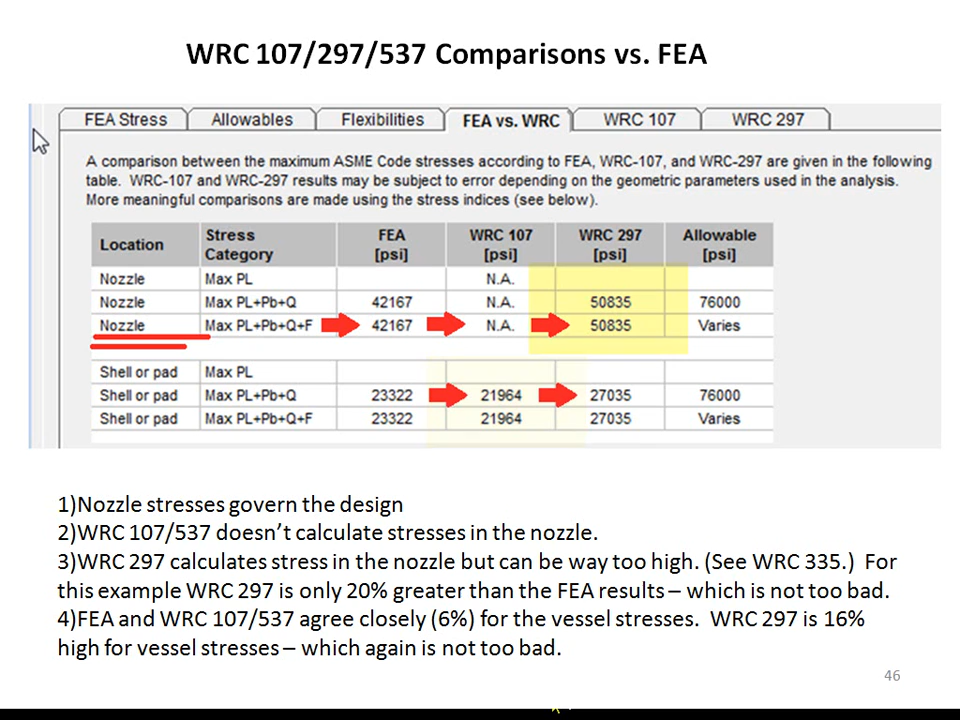 WRC 107/297/537 Comparisons vs. FEA
FEA Stress Allowables Flexibilities FEA vs. WRC WRC 107 WRC 297
A comparison between the maximum ASME Code stresses according to FEA, WRC-107, and WRC-297 are given in the following
table. WRC-107 and WRC-297 results may be subject to error depending on the geometric parameters used in the analysis.
More meaningful comparisons are made using the stress indices (see below).
Location Stress Category FEA [psi] WRC 107 [psi] WRC 297 [psi] Allowable [psi]
Nozzle Max PL N.A.
Nozzle Max PL+Pb+Q 42167 N.A. 50835 76000
Nozzle Max PL+Pb+Q+F 42167 N.A. 50835 Varies
Shell or pad Max PL
Shell or pad Max PL+Pb+Q 23322 21964 27035 76000
Shell or pad Max PL+Pb+Q+F 23322 21964 27035 Varies
1)Nozzle stresses govern the design
2)WRC 107/537 doesn't calculate stresses in the nozzle.
3)WRC 297 calculates stress in the nozzle but can be way too high. (See WRC 335.) For
this example WRC 297 is only 20% greater than the FEA results – which is not too bad.
4)FEA and WRC 107/537 agree closely (6%) for the vessel stresses. WRC 297 is 16%
high for vessel stresses – which again is not too bad.
46